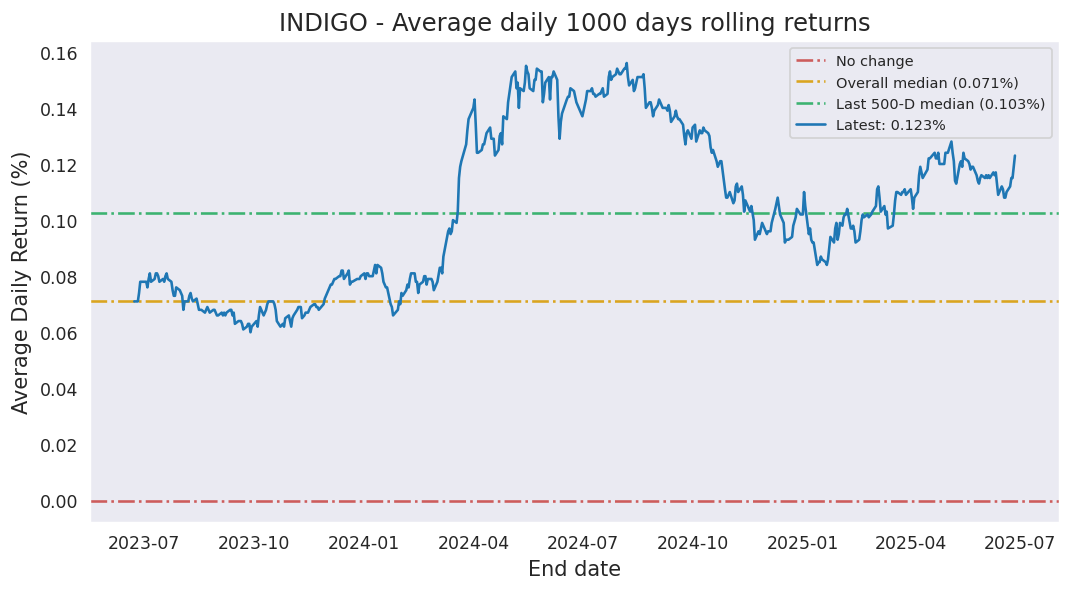 INDIGO - Average daily 1000 days rolling returns
No change
Overall median (0.071%)
Last 500-D median (0.103%)
Latest: 0.123%
Average Daily Return (%)
0.16
0.14
0.12
0.10
0.08
0.06
0.04
0.02
0.00
2023-07 2023-10 2024-01 2024-04 2024-07 2024-10 2025-01 2025-04 2025-07
End date